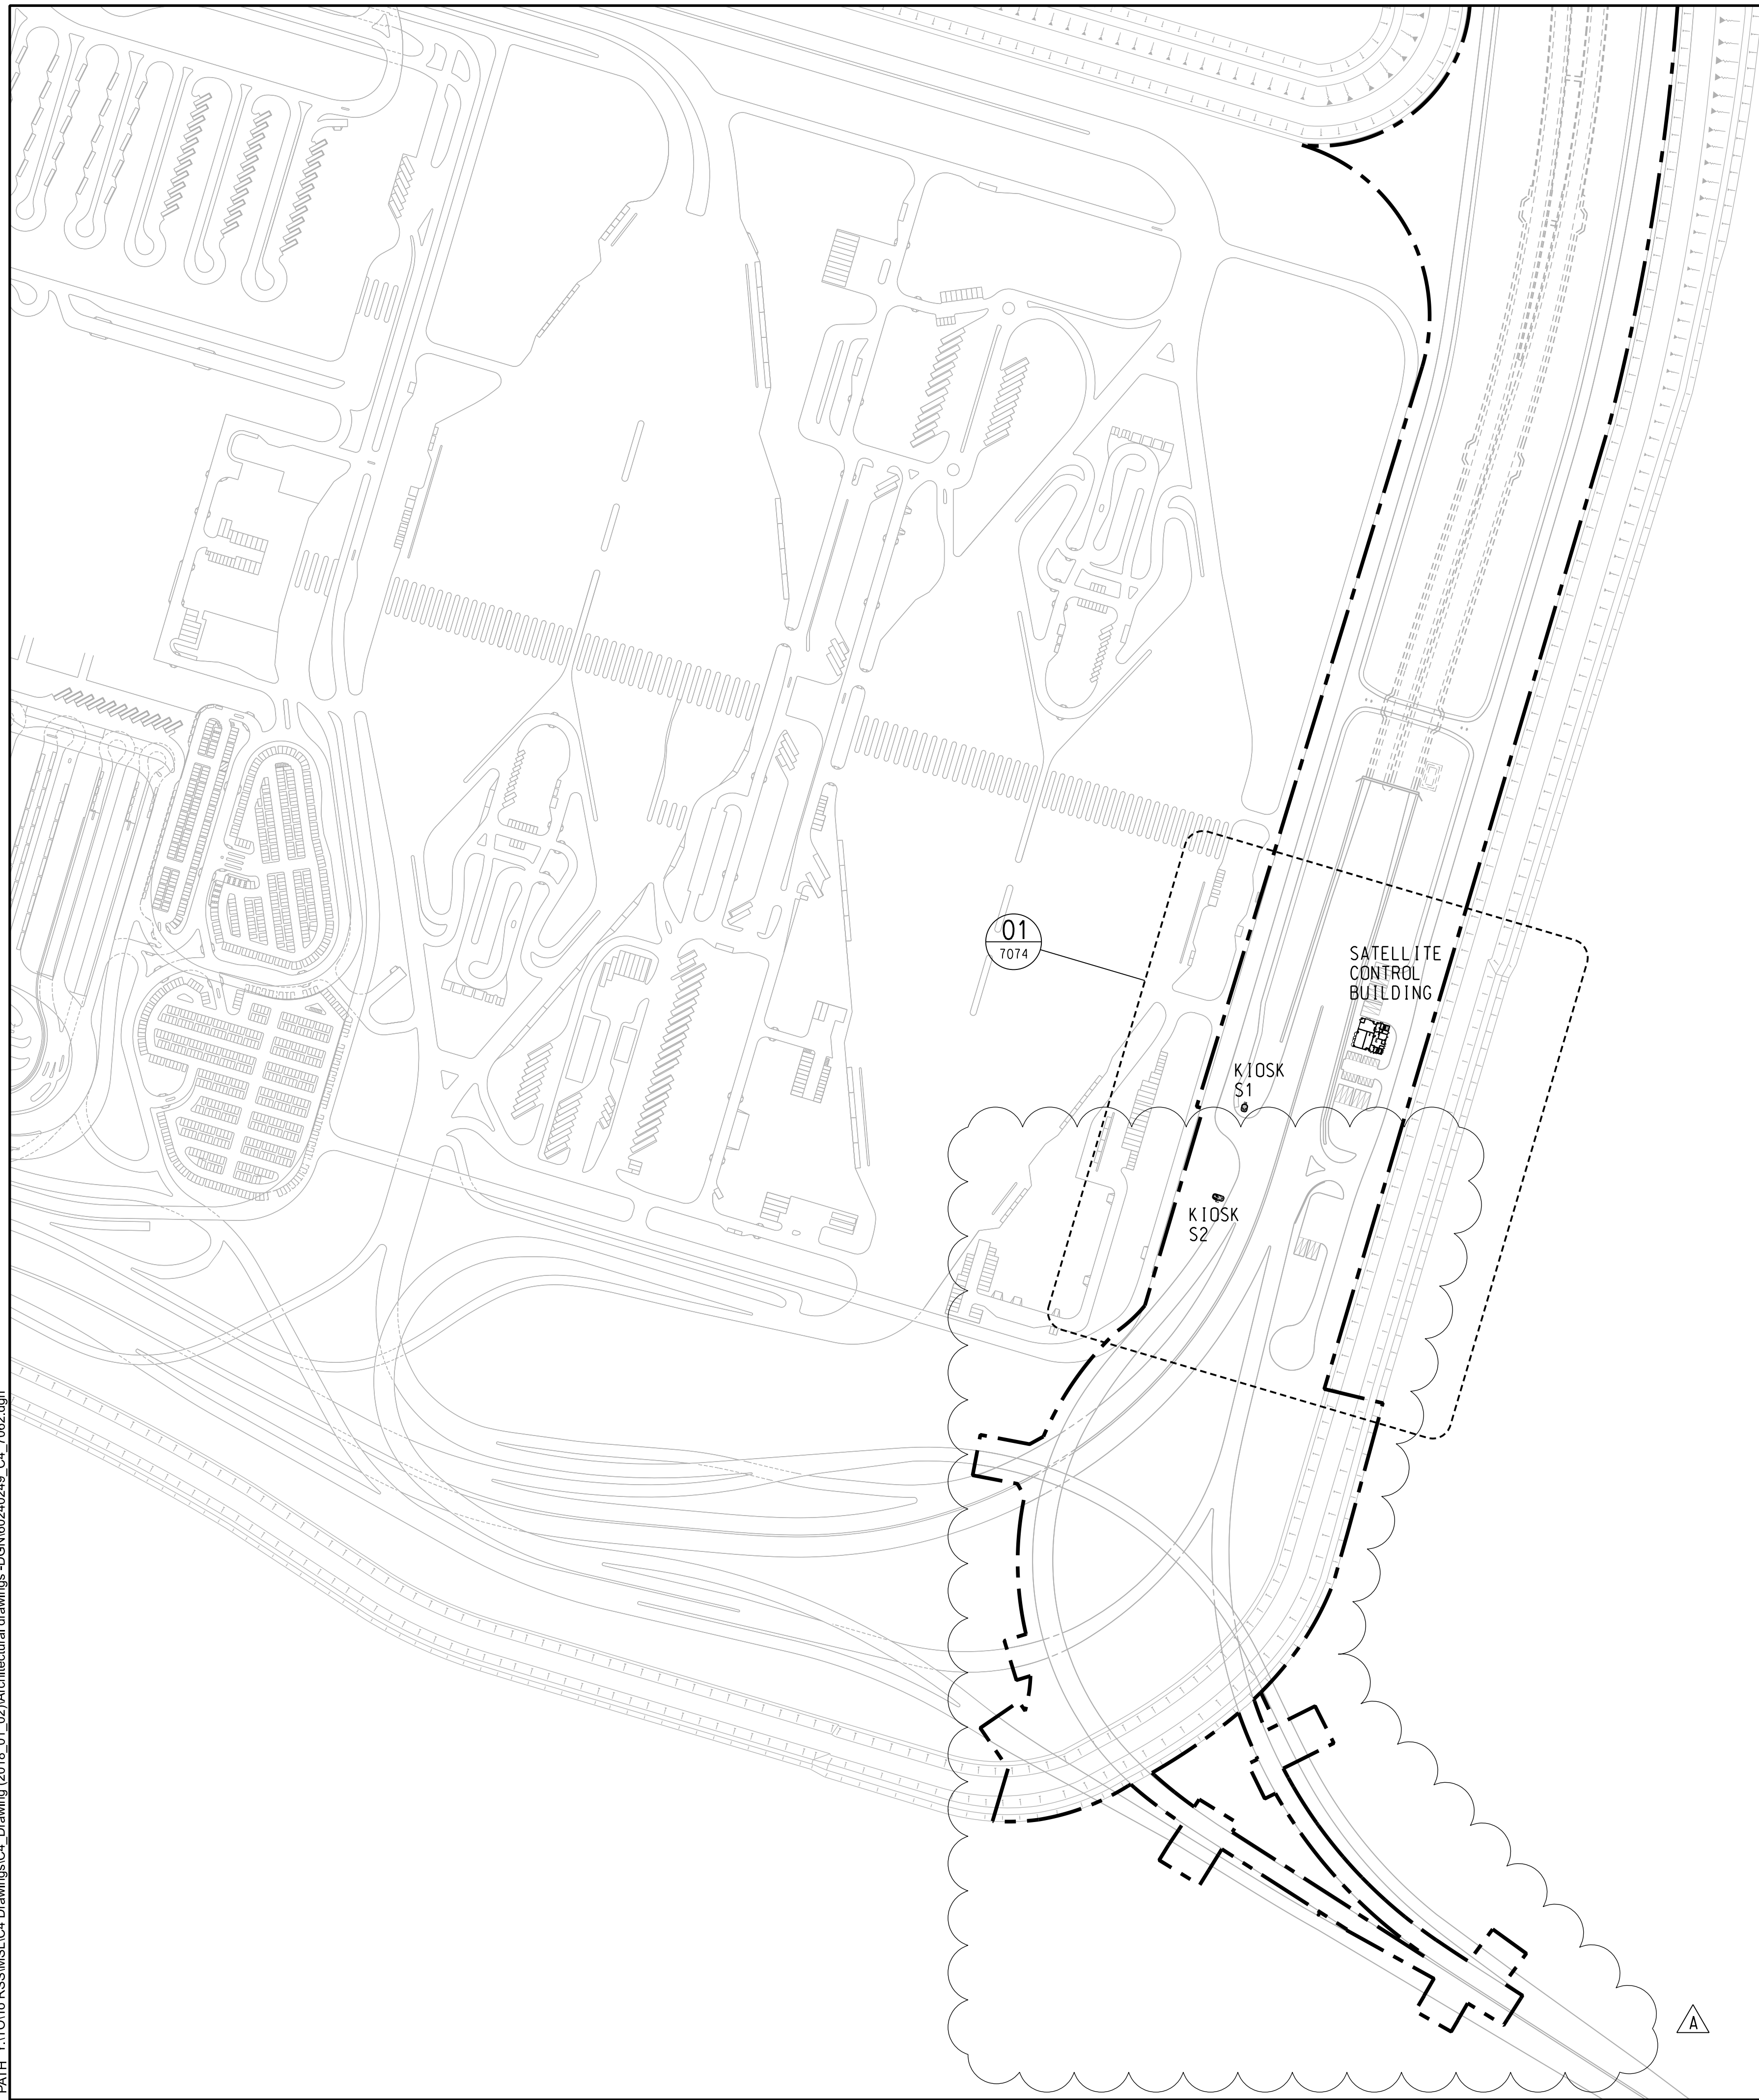 01
7074
SATELLITE
CONTROL
BUILDING
KIOSK
S1
KIOSK
S2
A